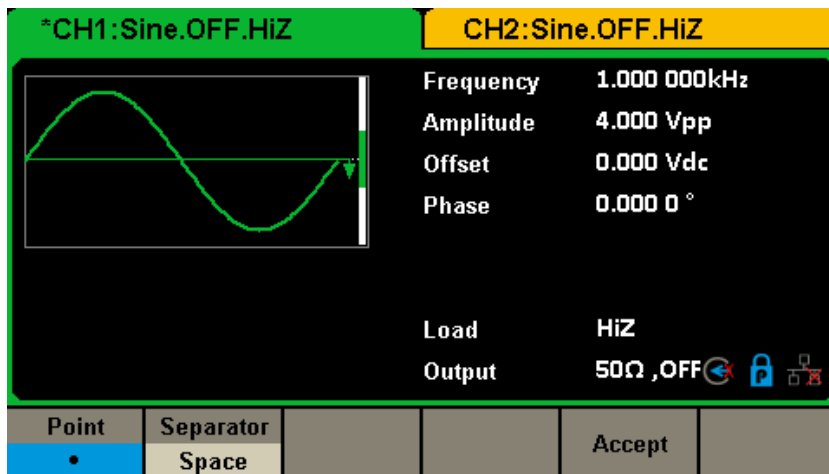 *CH1:Sine.OFF.HiZ CH2:Sine.OFF.HiZ
Frequency 1.000 000kHz
Amplitude 4.000 Vpp
Offset 0.000 Vdc
Phase 0.000 0 °
Load HiZ
Output 50Ω ,OFF P
Point Separator
• Space Accept